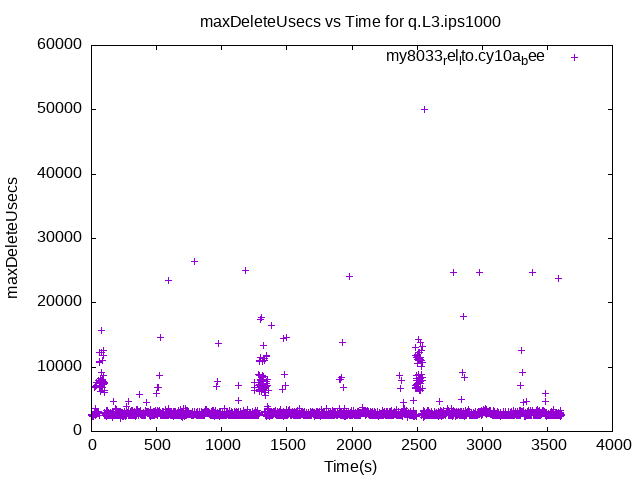 maxDeleteUsecs vs Time for q.L3.ips1000
my8033rellto.cy10abee
60000
50000
40000
30000
20000
10000
0
maxDeleteUsecs
0 500 1000 1500 2000 2500 3000 3500 4000
Time(s)